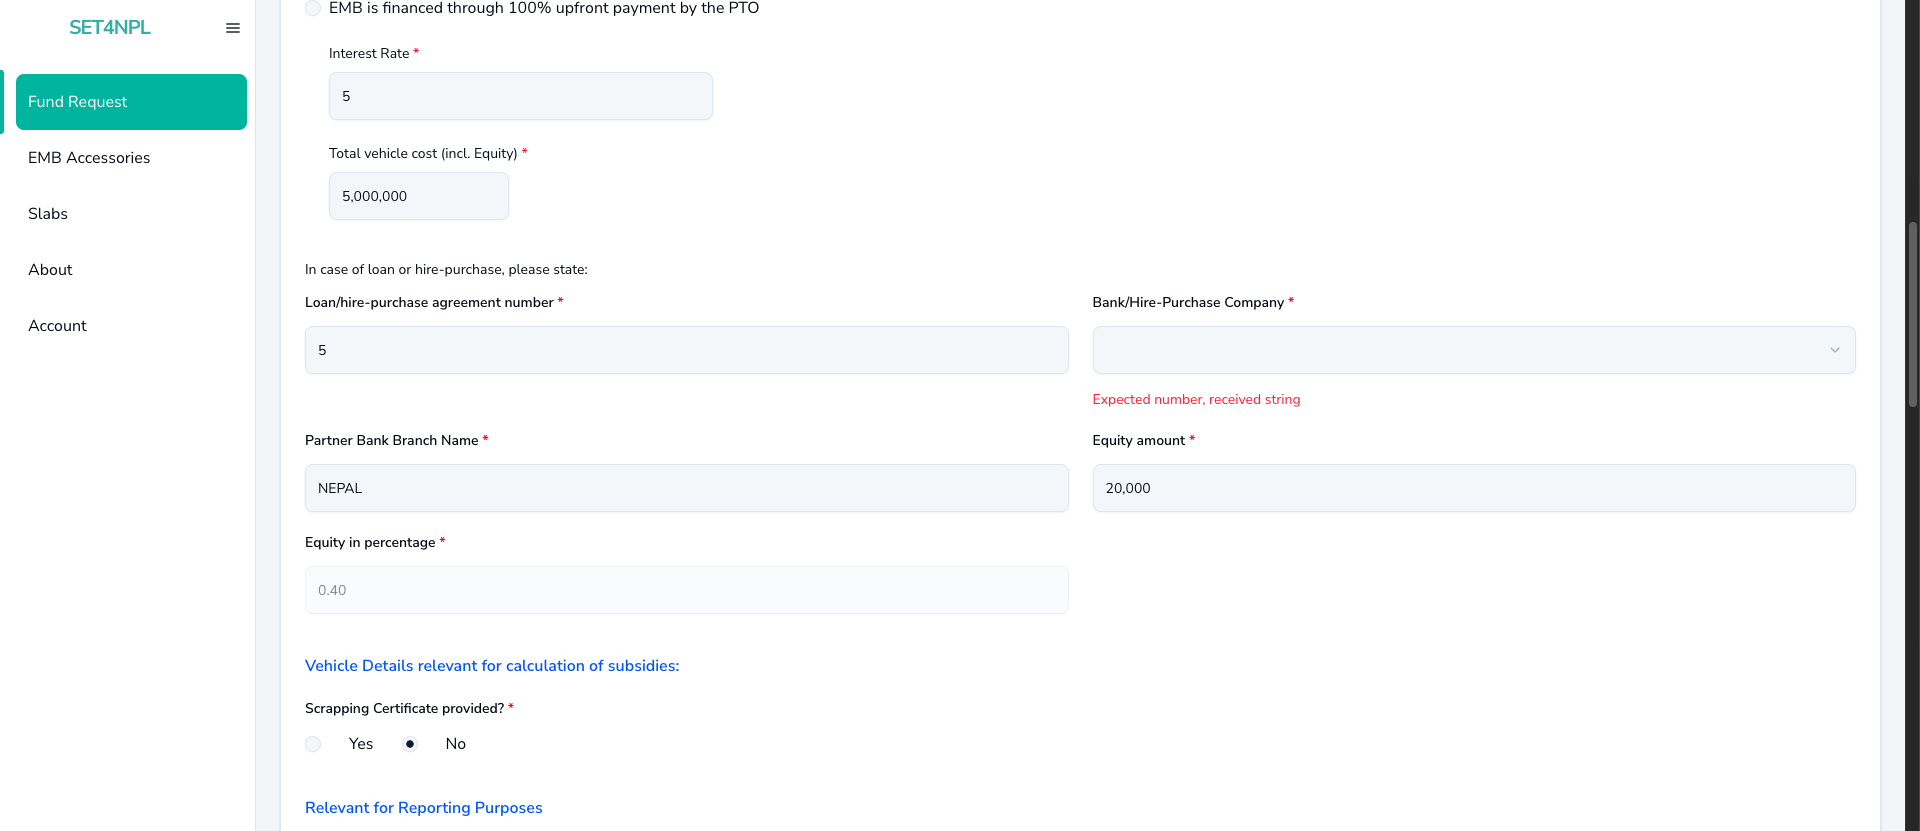 SET4NPL
Fund Request
EMB Accessories
Slabs
About
Account
EMB is financed through 100% upfront payment by the PTO
Interest Rate *
5
Total vehicle cost (incl. Equity) *
5,000,000
In case of loan or hire-purchase, please state:
Loan/hire-purchase agreement number *
5
Bank/Hire-Purchase Company *
Expected number, received string
Partner Bank Branch Name *
NEPAL
Equity amount *
20,000
Equity in percentage *
0.40
Vehicle Details relevant for calculation of subsidies:
Scrapping Certificate provided? *
Yes No
Relevant for Reporting Purposes